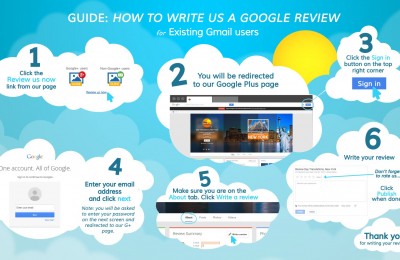 GUIDE: HOW TO WRITE US A GOOGLE REVIEW
for Existing Gmail users
1
Click the
Review us now
link from our page
Review us now
2
You will be redirected
to our Google Plus page
3
Click the Sign in
button on the top
right corner
Sign in
Google
One account. All of Google.
4
Enter your email
address
and click next
Note: you will be asked
to enter your password
on the next screen and
redirected to our G+
page.
5
Make sure you are on the
About tab. Click Write a review
6
Write your review
Don't forget
to rate us...
Click
Publish
when done
Thank you
for writing your review